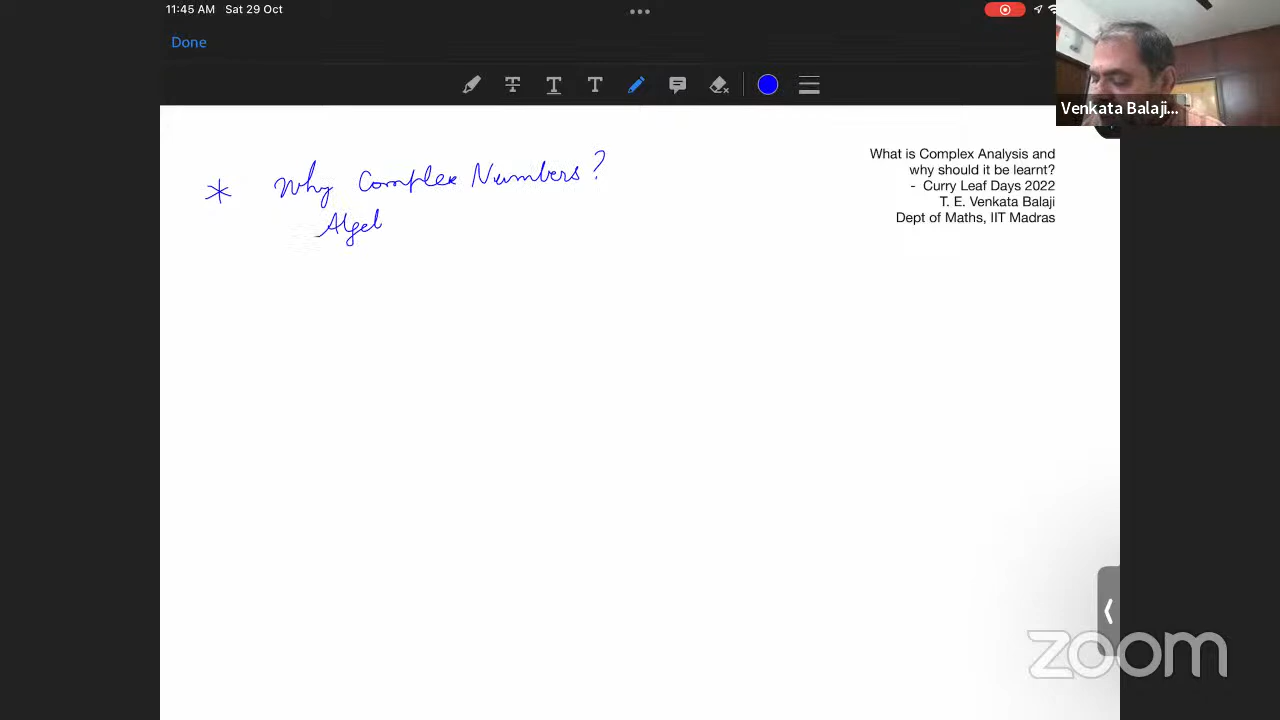 11:45 AM Sat 29 Oct
Done
Venkata Balaji...
What is Complex Analysis and
why should it be learnt?
- Curry Leaf Days 2022
T. E. Venkata Balaji
Dept of Maths, IIT Madras
* Why Complex Numbers?
Algel
zoom